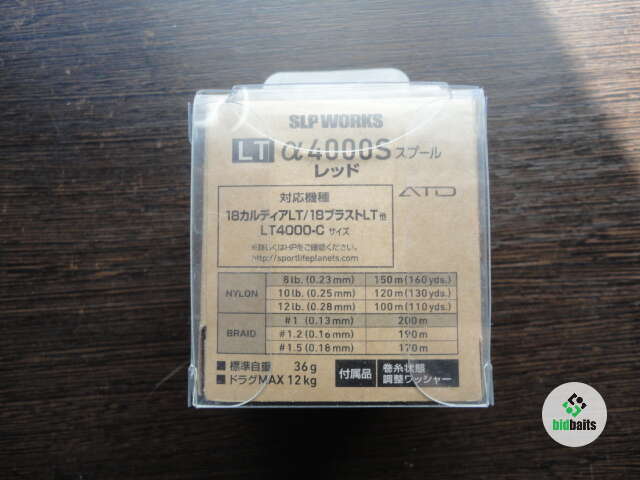 SLP WORKS
LT α4000S スプール
レッド
対応機種
18カルディアLT/18ブラストLT他
LT4000-C サイズ
※詳しくはHPをご確認ください。
http://sportlifeplanets.com
ATD
NYLON
8 lb. (0.23 mm) 150 m (160 yds.)
10 lb. (0.25 mm) 120 m (130 yds.)
12 lb. (0.28 mm) 100 m (110 yds.)
BRAID
#1 (0.13 mm) 200 m
#1.2 (0.16 mm) 190 m
#1.5 (0.18 mm) 170 m
■ 標準自重 36 g
■ ドラグMAX 12 kg
付属品
巻糸状態
調整ワッシャー
bidbaits